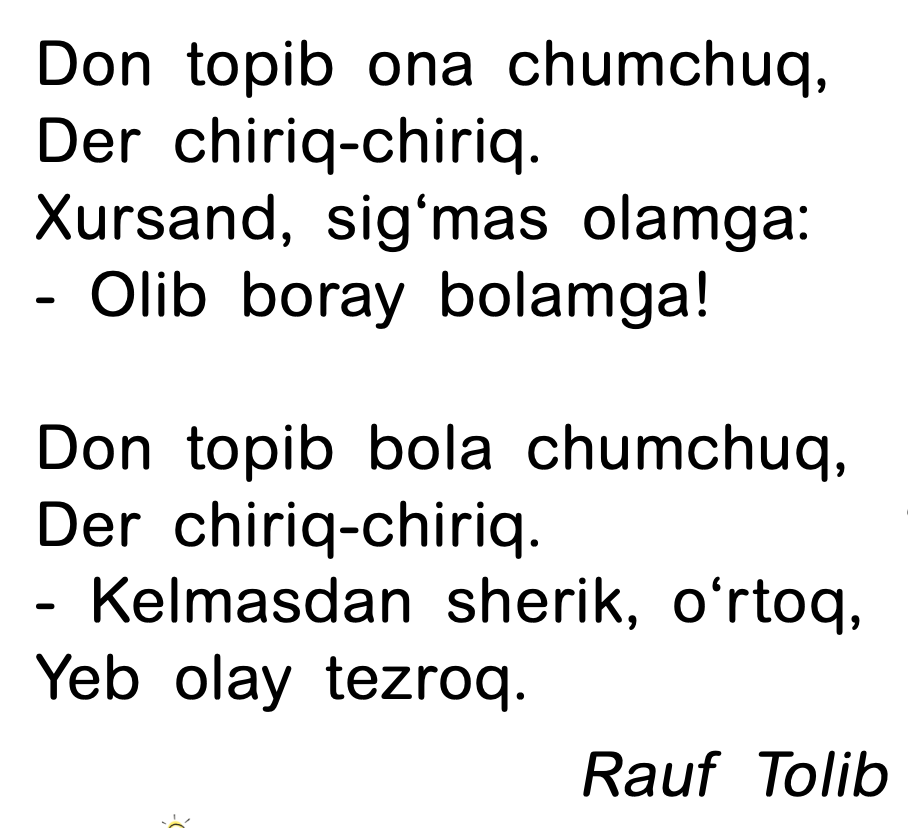 Don topib ona chumchuq,
Der chiriq-chiriq.
Xursand, sig‘mas olamga:
- Olib boray bolamga!
Don topib bola chumchuq,
Der chiriq-chiriq.
- Kelmasdan sherik, o‘rtoq,
Yeb olay tezroq.
Rauf Tolib